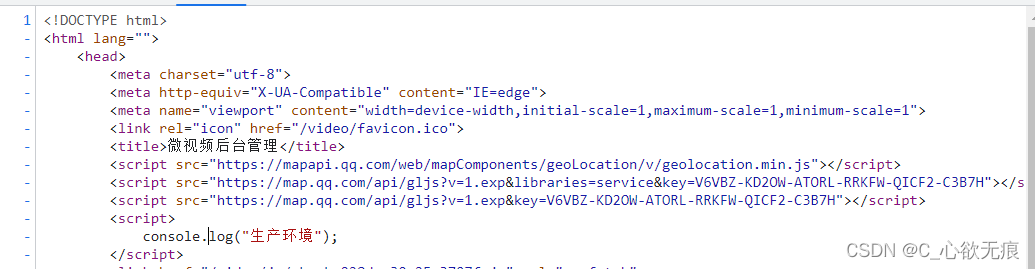 1 <!DOCTYPE html>
- <html lang="">
- <head>
- <meta charset="utf-8">
- <meta http-equiv="X-UA-Compatible" content="IE=edge">
- <meta name="viewport" content="width=device-width,initial-scale=1,maximum-scale=1,minimum-scale=1">
- <link rel="icon" href="/video/favicon.ico">
- <title>微视频后台管理</title>
- <script src="https://mapapi.qq.com/web/mapComponents/geoLocation/v/geolocation.min.js"></script>
- <script src="https://map.qq.com/api/gljs?v=1.exp&libraries=service&key=V6VBZ-KD2OW-ATORL-RRKFW-QICF2-C3B7H"></s
- <script src="https://map.qq.com/api/gljs?v=1.exp&key=V6VBZ-KD2OW-ATORL-RRKFW-QICF2-C3B7H"></script>
- <script>
- console.log("生产环境");
- </script>
CSDN @C_心欲无痕